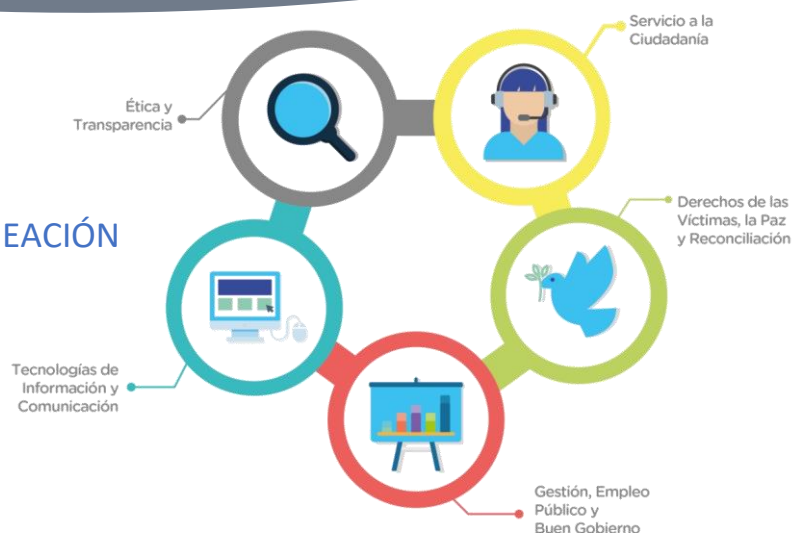 Servicio a la
Ciudadanía
Ética y
Transparencia
Derechos de las
Víctimas, la Paz
y Reconciliación
EACIÓN
Tecnologías de
Información y
Comunicación
Gestión, Empleo
Público y
Buen Gobierno